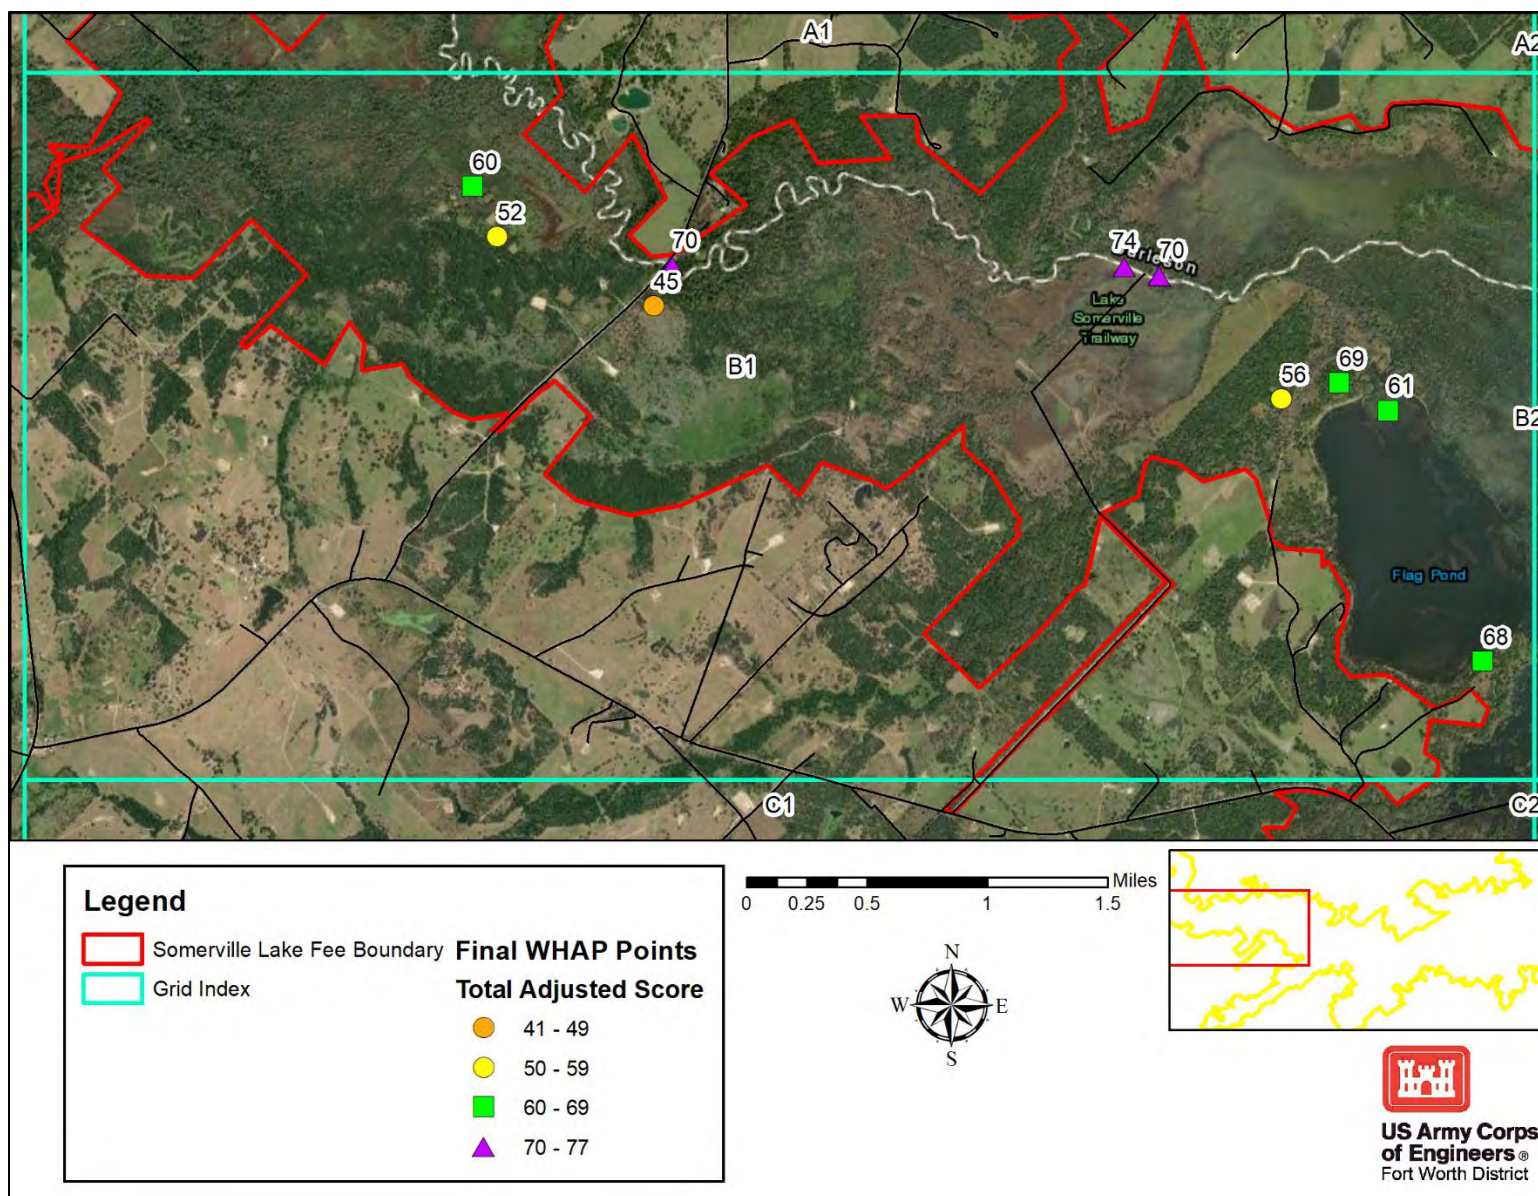 A1
A2
60
52
70
45
74
70
Burleson
Lake
Somerville
Trailway
B1
56
69
61
B2
Flag Pond
68
C1
C2
Legend
Somerville Lake Fee Boundary
Grid Index
Final WHAP Points
Total Adjusted Score
41 - 49
50 - 59
60 - 69
70 - 77
Miles
0 0.25 0.5 1 1.5
N
W E
S
US Army Corps
of Engineers ®
Fort Worth District